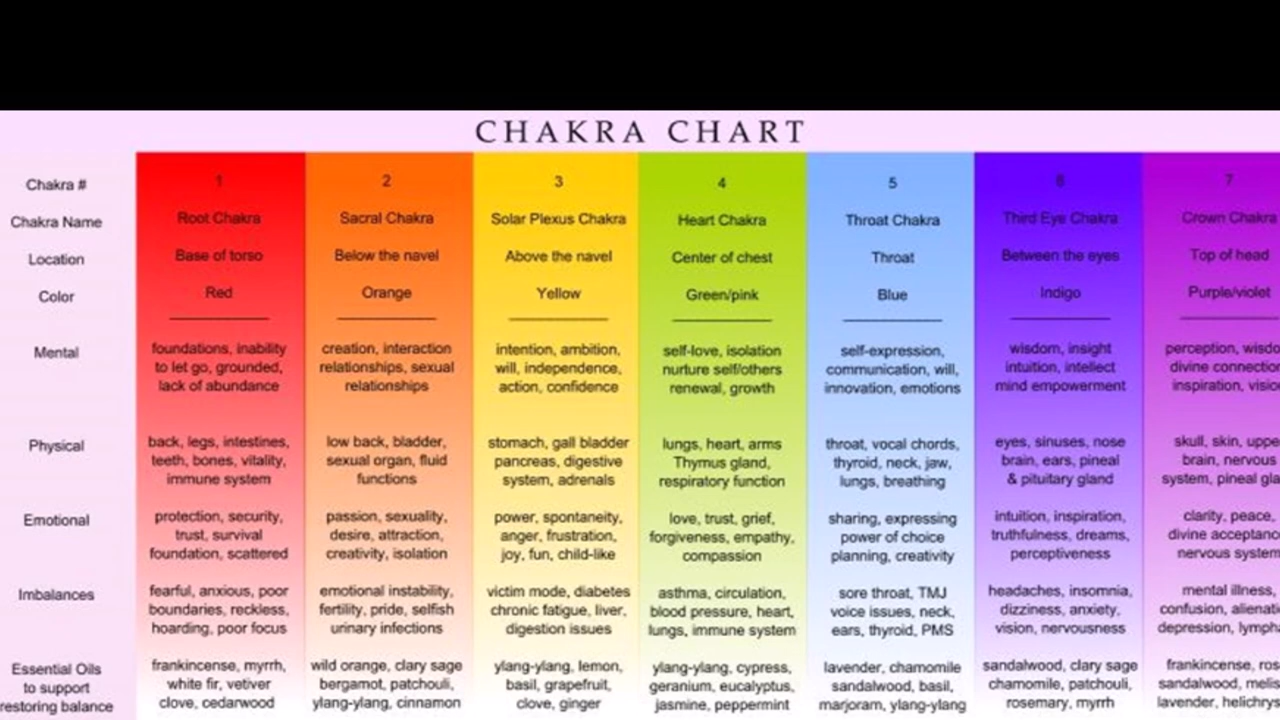 CHAKRA CHART
Chakra # 1 2 3 4 5 6 7
Chakra Name Root Chakra Sacral Chakra Solar Plexus Chakra Heart Chakra Throat Chakra Third Eye Chakra Crown Chakra
Location Base of torso Below the navel Above the navel Center of chest Throat Between the eyes Top of head
Color Red Orange Yellow Green/pink Blue Indigo Purple/violet
Mental
foundations, inability
to let go, grounded,
lack of abundance
creation, interaction
relationships, sexual
relationships
intention, ambition,
will, independence,
action, confidence
self-love, isolation
nurture self/others
renewal, growth
self-expression,
communication, will,
innovation, emotions
wisdom, insight
intuition, intellect
mind empowerment
perception,
divine
inspiration,
Physical
back, legs, intestines,
teeth, bones, vitality,
immune system
low back, bladder,
sexual organ, fluid
functions
stomach, gall bladder
pancreas, digestive
system, adrenals
lungs, heart, arms
Thymus gland,
respiratory function
throat, vocal chords,
thyroid, neck, jaw,
lungs, breathing
eyes, sinuses, nose
brain, ears, pineal
& pituitary gland
skull, skin,
brain, nervous
system, pineal
Emotional
protection, security,
trust, survival
foundation, scattered
passion, sexuality,
desire, attraction,
creativity, isolation
power, spontaneity,
anger, frustration,
joy, fun, child-like
love, trust, grief,
forgiveness, empathy,
compassion
sharing, expressing
power of choice
planning, creativity
intuition, inspiration,
truthfulness, dreams,
perceptiveness
clarity, peace,
divine
nervous system
Imbalances
fearful, anxious, poor
boundaries, reckless,
hoarding, poor focus
emotional instability,
fertility, pride, selfish
urinary infections
victim mode, diabetes
chronic fatigue, liver,
digestion issues
asthma, circulation,
blood pressure, heart,
lungs, immune system
sore throat, TMJ
voice issues, neck,
ears, thyroid, PMS
headaches, insomnia,
dizziness, anxiety,
vision, nervousness
mental illness,
confusion,
depression,
Essential Oils
to support
restoring balance
frankincense, myrrh,
white fir, vetiver
clove, cedarwood
wild orange, clary sage
bergamot, patchouli,
ylang-ylang, cinnamon
ylang-ylang, lemon,
basil, grapefruit,
clove, ginger
ylang-ylang, cypress,
geranium, eucalyptus,
jasmine, peppermint
lavender, chamomile
sandalwood, basil,
marjoram, ylang-ylang
sandalwood, clary sage
chamomile, patchouli,
rosemary, myrrh
frankincense,
sandalwood,
lavender,